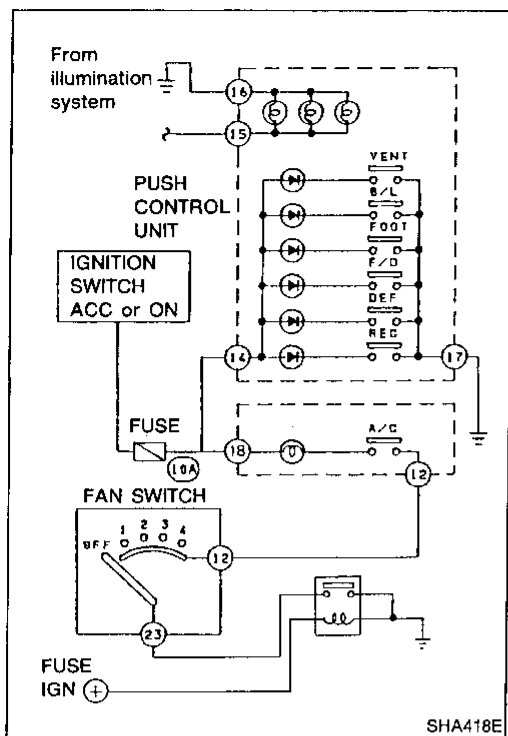 From
illumination
system
16
15
PUSH
CONTROL
UNIT
VENT
B/L
FOOT
F/D
DEF
REC
IGNITION
SWITCH
ACC or ON
14
17
FUSE
10A
18
A/C
12
FAN SWITCH
OFF 1 2 3 4
12
23
FUSE
IGN +
SHA418E